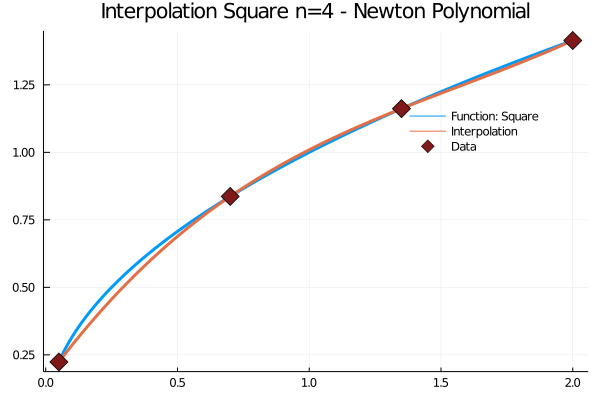 Interpolation Square n=4 - Newton Polynomial
1.25
1.00
0.75
0.50
0.25
Function: Square
Interpolation
Data
0.0 0.5 1.0 1.5 2.0